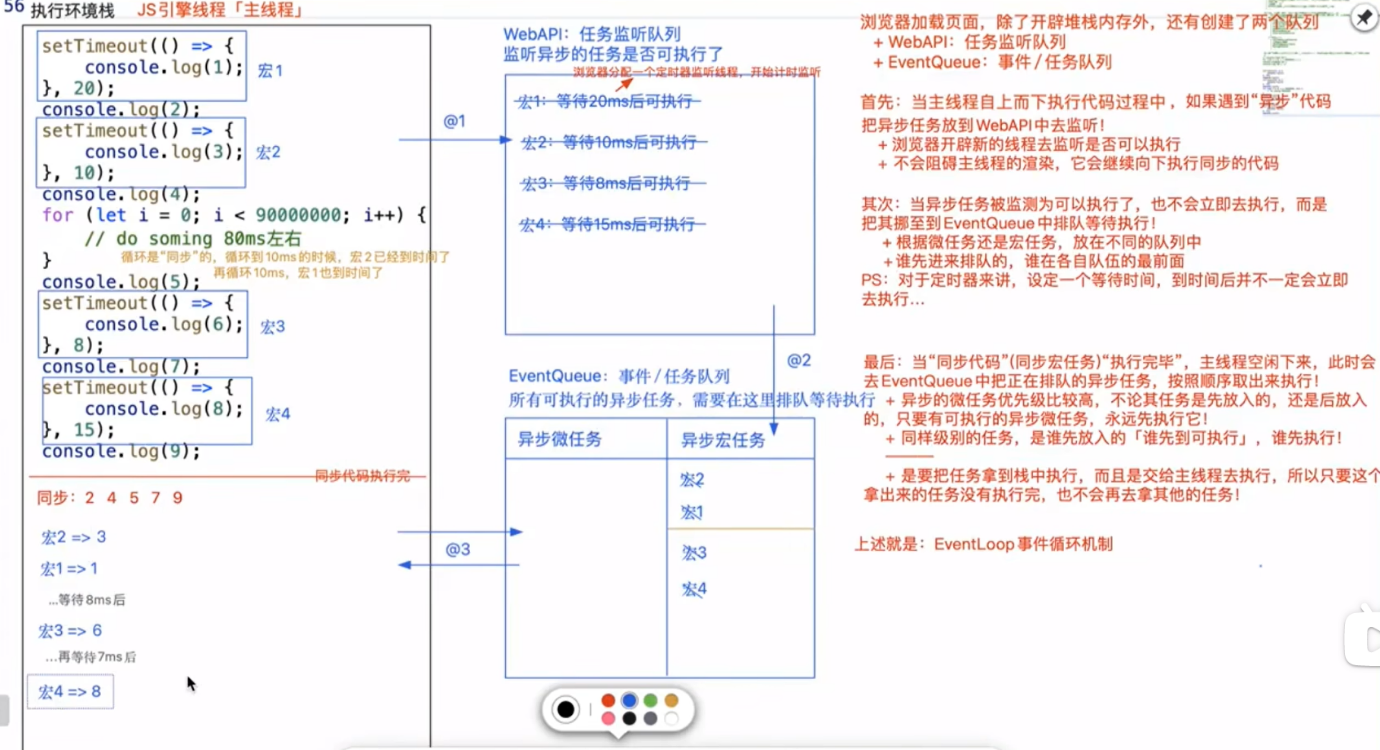 56
执行环境栈 JS引擎线程「主线程」
setTimeout(() => {
console.log(1);
}, 20);
宏1
console.log(2);
setTimeout(() => {
console.log(3);
}, 10);
宏2
console.log(4);
for (let i = 0; i < 90000000; i++) {
// do soming 80ms左右
循环是“同步”的，循环到10ms的时候，宏2已经到时间了
再循环10ms，宏1也到时间了
}
console.log(5);
setTimeout(() => {
console.log(6);
}, 8);
宏3
console.log(7);
setTimeout(() => {
console.log(8);
}, 15);
宏4
console.log(9);
同步代码执行完
同步：2 4 5 7 9
宏2 => 3
宏1 => 1
...等待8ms后
宏3 => 6
...再等待7ms后
宏4 => 8
@1
@2
@3
WebAPI：任务监听队列
监听异步的任务是否可执行了
浏览器分配一个定时器监听线程，开始计时监听
宏1：等待20ms后可执行
宏2：等待10ms后可执行
宏3：等待8ms后可执行
宏4：等待15ms后可执行
EventQueue：事件/任务队列
所有可执行的异步任务，需要在这里排队等待执行
异步微任务 异步宏任务
宏2
宏1
宏3
宏4
浏览器加载页面，除了开辟堆栈内存外，还有创建了两个队列
+ WebAPI：任务监听队列
+ EventQueue：事件/任务队列
首先：当主线程自上而下执行代码过程中，如果遇到“异步”代码
把异步任务放到WebAPI中去监听！
+ 浏览器开辟新的线程去监听是否可以执行
+ 不会阻碍主线程的渲染，它会继续向下执行同步的代码
其次：当异步任务被监测为可以执行了，也不会立即去执行，而是
把其挪至到EventQueue中排队等待执行！
+ 根据微任务还是宏任务，放在不同的队列中
+ 谁先进来排队的，谁在各自队伍的最前面
PS：对于定时器来讲，设定一个等待时间，到时间后并不一定会立即
去执行...
最后：当“同步代码”(同步宏任务)“执行完毕”，主线程空闲下来，此时会
去EventQueue中把正在排队的异步任务，按照顺序取出来执行！
+ 异步的微任务优先级比较高，不论其任务是先放入的，还是后放入
的，只要有可执行的异步微任务，永远先执行它！
+ 同样级别的任务，是谁先放入的「谁先到可执行」，谁先执行！
+ 是要把任务拿到栈中执行，而且是交给主线程去执行，所以只要这个
拿出来的任务没有执行完，也不会再去拿其他的任务！
上述就是：EventLoop事件循环机制